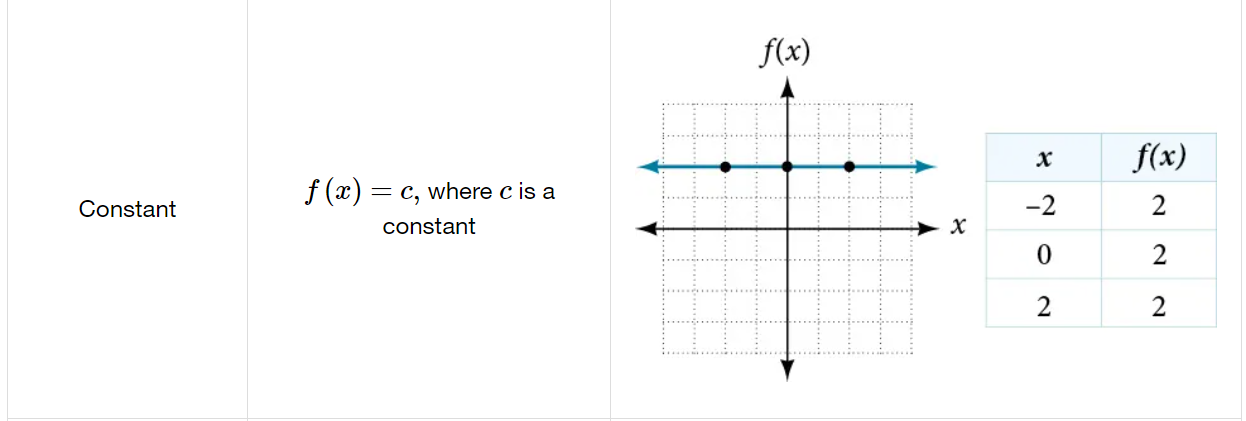 Constant
f (x) = c, where c is a
constant
f(x)
x
x f(x)
−2 2
0 2
2 2